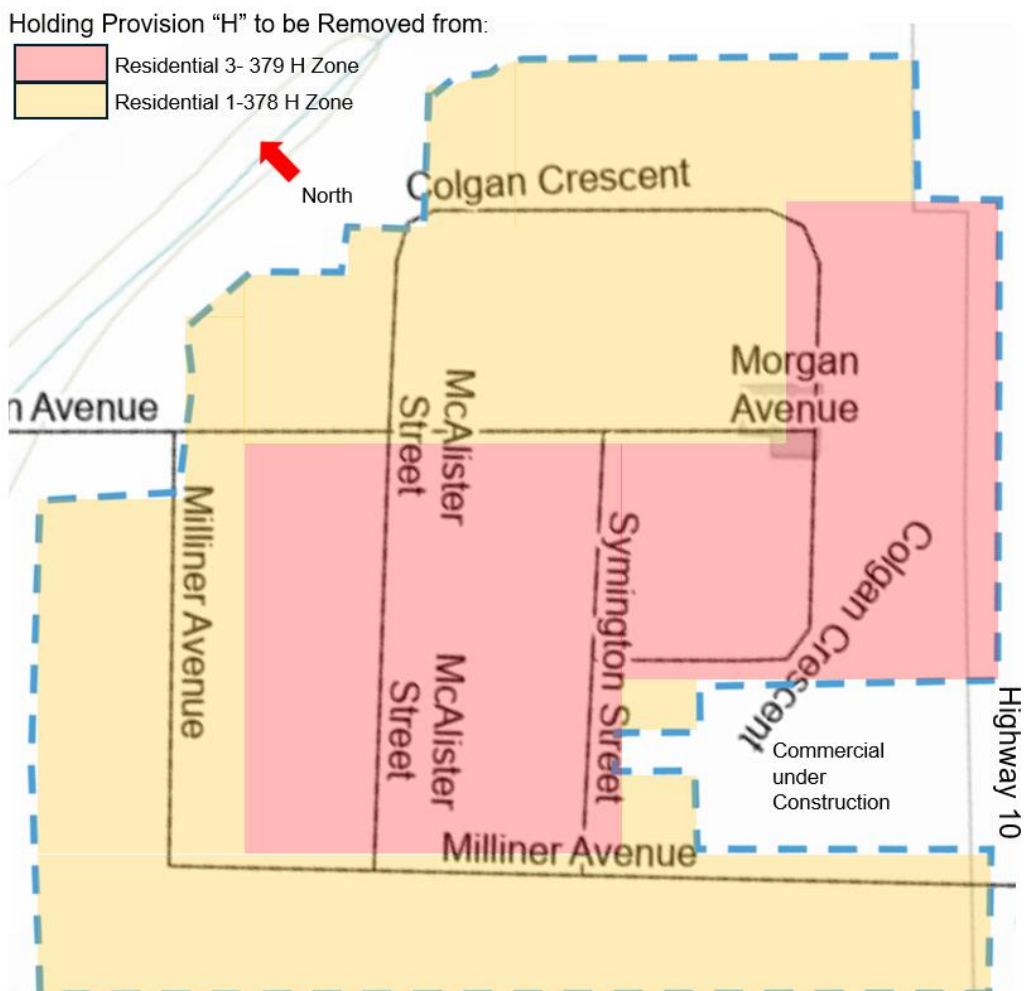 Holding Provision “H” to be Removed from:
Residential 3- 379 H Zone
Residential 1-378 H Zone
North
Colgan Crescent
Morgan
Avenue
n Avenue
McAlister
Street
Milliner Avenue
Symington Street
Colgan Crescent
McAlister
Street
Highway 10
Commercial
under
Construction
Milliner Avenue